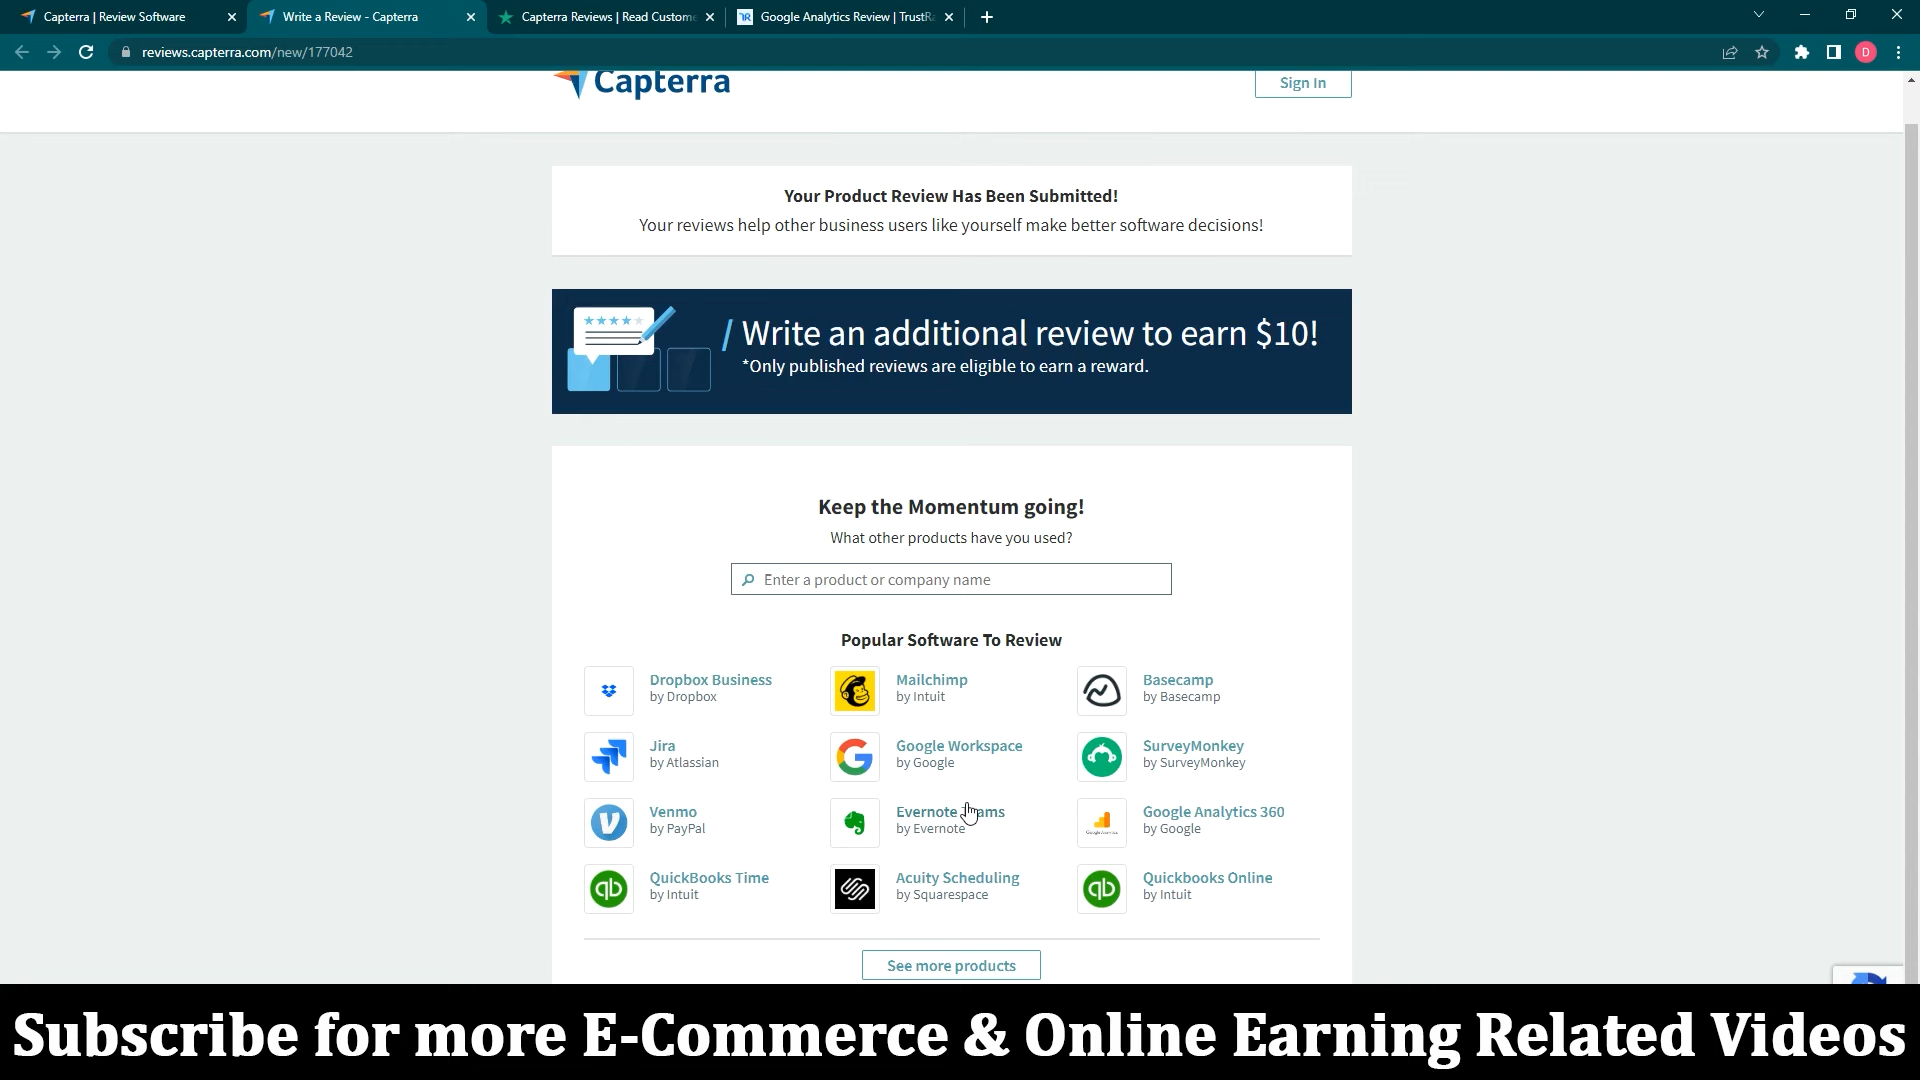 Capterra | Review Software
Write a Review - Capterra
Capterra Reviews | Read Custome
Google Analytics Review | TrustR
reviews.capterra.com/new/177042
D
Capterra
Sign In
Your Product Review Has Been Submitted!
Your reviews help other business users like yourself make better software decisions!
/ Write an additional review to earn $10!
*Only published reviews are eligible to earn a reward.
Keep the Momentum going!
What other products have you used?
Enter a product or company name
Popular Software To Review
Dropbox Business
by Dropbox
Mailchimp
by Intuit
Basecamp
by Basecamp
Jira
by Atlassian
Google Workspace
by Google
SurveyMonkey
by SurveyMonkey
Venmo
by PayPal
Evernote
by Evernote
Google Analytics 360
by Google
QuickBooks Time
by Intuit
Acuity Scheduling
by Squarespace
Quickbooks Online
by Intuit
See more products
Subscribe for more E-Commerce & Online Earning Related Videos